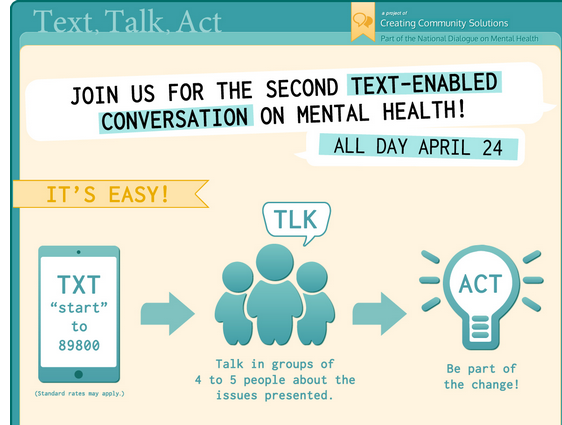 Text, Talk, Act
a project of
Creating Community Solutions
Part of the National Dialogue on Mental Health
JOIN US FOR THE SECOND TEXT-ENABLED
CONVERSATION ON MENTAL HEALTH!
ALL DAY APRIL 24
IT'S EASY!
TXT
"start"
to
89800
(Standard rates may apply.)
TLK
Talk in groups of
4 to 5 people about the
issues presented.
ACT
Be part of
the change!